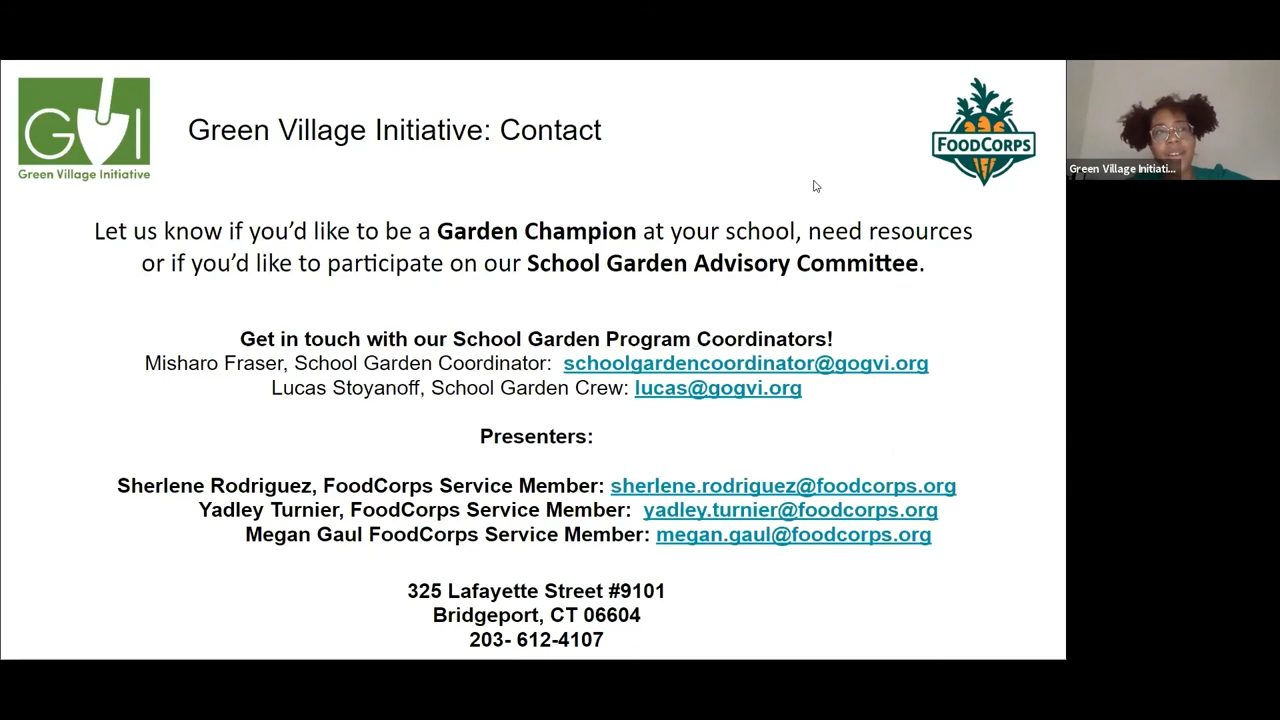 GVI
Green Village Initiative
Green Village Initiative: Contact
FOODCORPS
Green Village Initiati...
Let us know if you’d like to be a Garden Champion at your school, need resources
or if you’d like to participate on our School Garden Advisory Committee.
Get in touch with our School Garden Program Coordinators!
Misharo Fraser, School Garden Coordinator: schoolgardencoordinator@gogvi.org
Lucas Stoyanoff, School Garden Crew: lucas@gogvi.org
Presenters:
Sherlene Rodriguez, FoodCorps Service Member: sherlene.rodriguez@foodcorps.org
Yadley Turnier, FoodCorps Service Member: yadley.turnier@foodcorps.org
Megan Gaul FoodCorps Service Member: megan.gaul@foodcorps.org
325 Lafayette Street #9101
Bridgeport, CT 06604
203- 612-4107